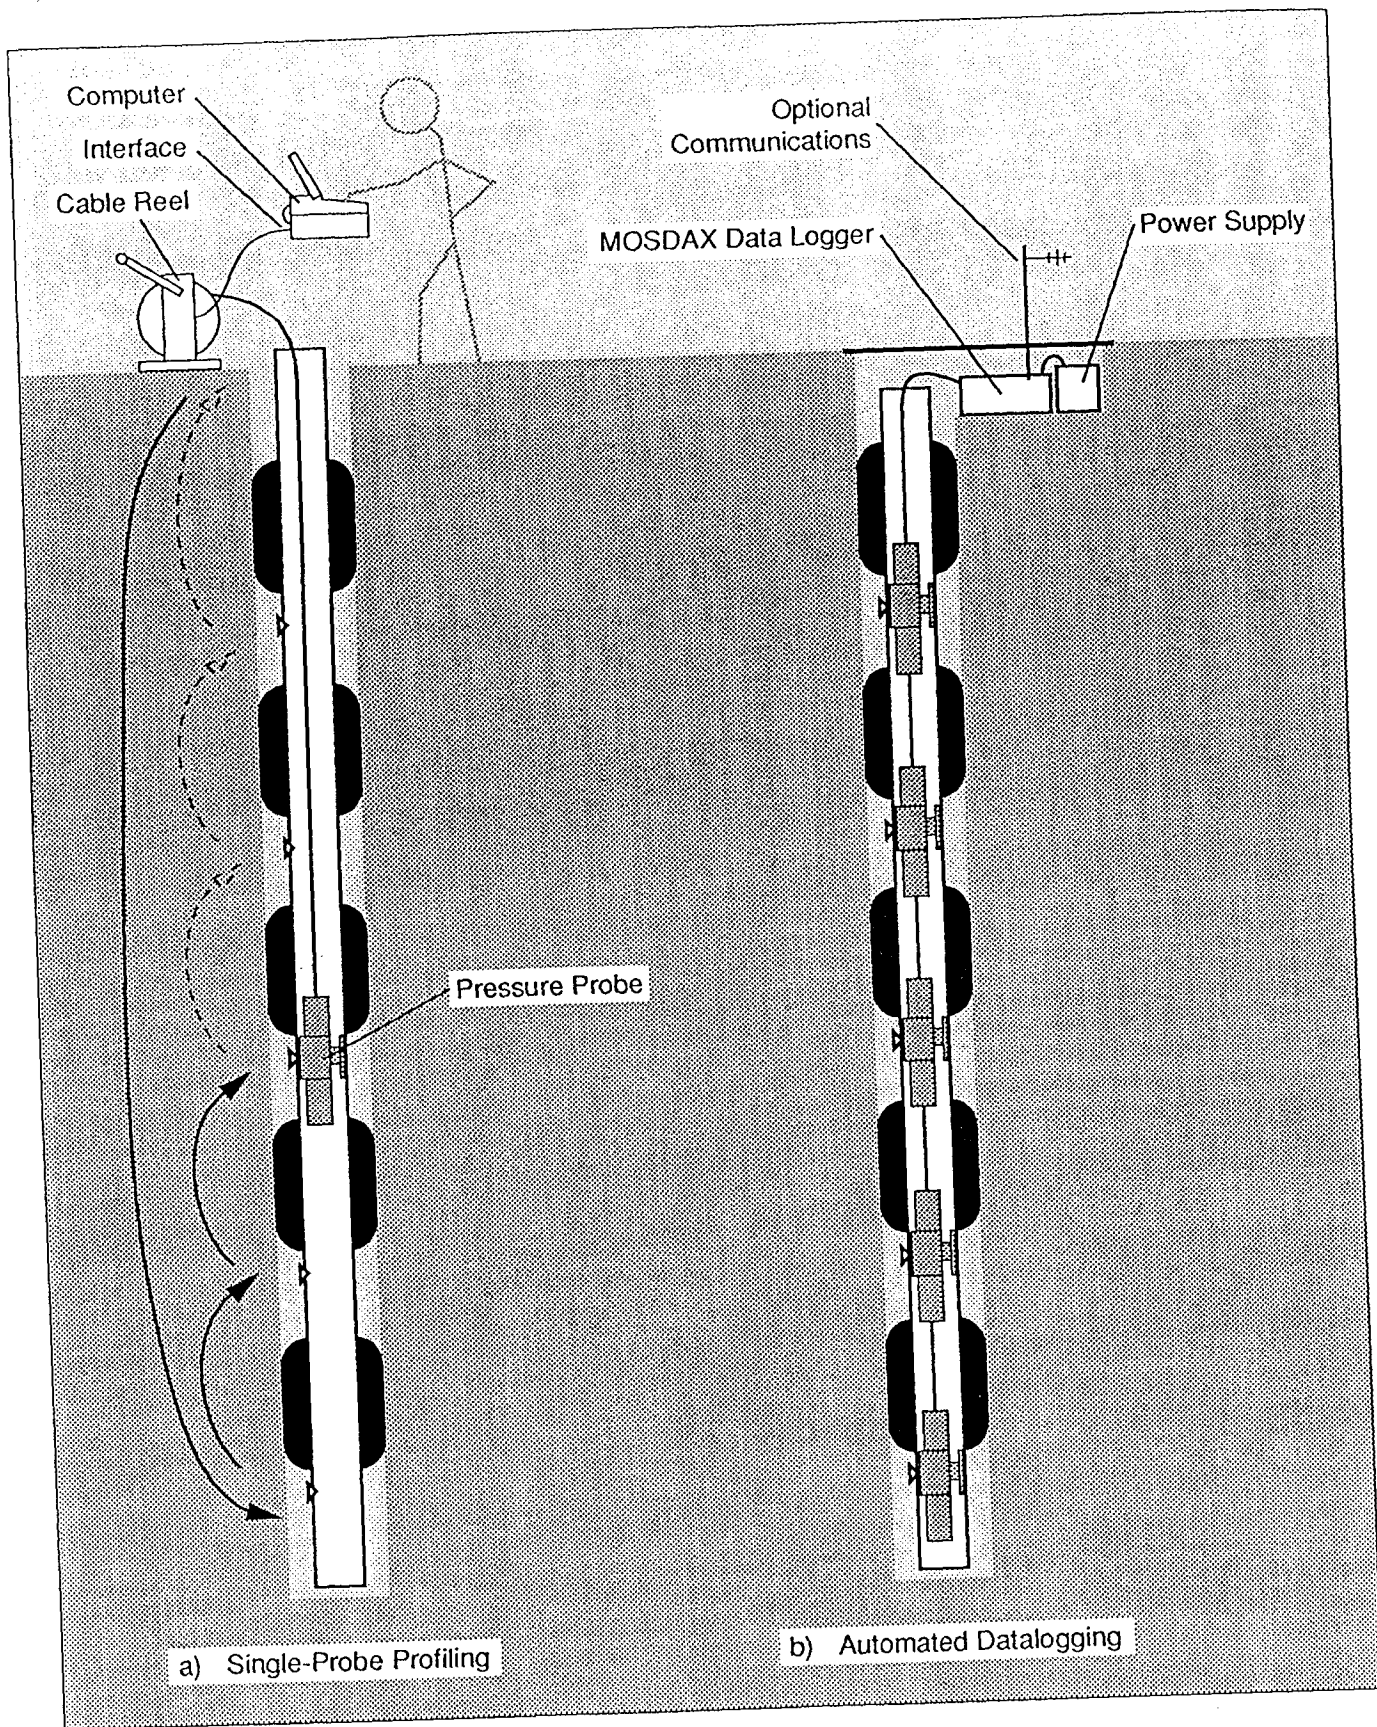 Computer
Interface
Cable Reel
Optional
Communications
MOSDAX Data Logger
Power Supply
Pressure Probe
a) Single-Probe Profiling
b) Automated Datalogging